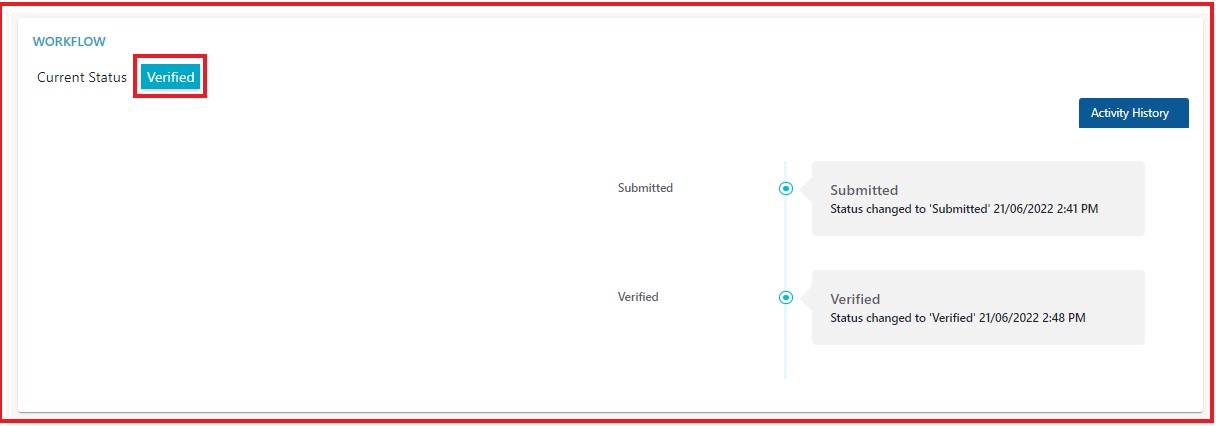 WORKFLOW
Current Status Verified
Activity History
Submitted
Submitted
Status changed to 'Submitted' 21/06/2022 2:41 PM
Verified
Verified
Status changed to 'Verified' 21/06/2022 2:48 PM